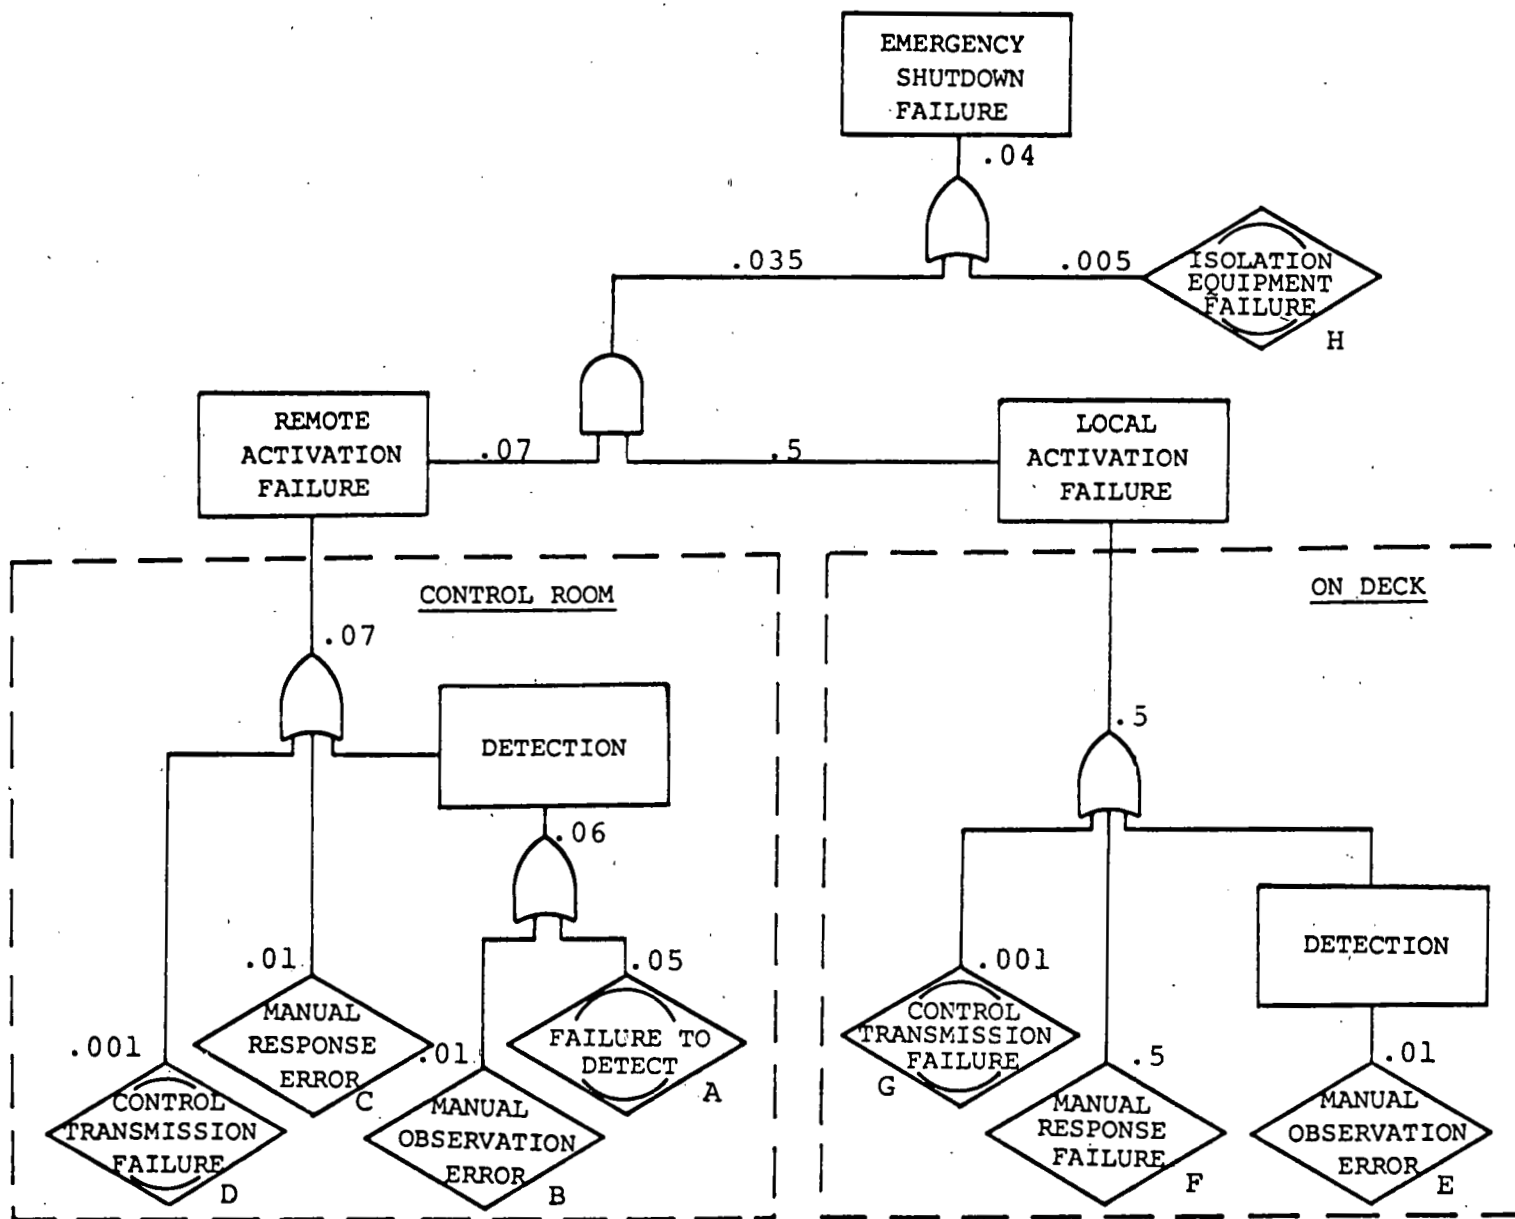 EMERGENCY
SHUTDOWN
FAILURE
.04
.035
.005
ISOLATION
EQUIPMENT
FAILURE
H
REMOTE
ACTIVATION
FAILURE
.07
.5
LOCAL
ACTIVATION
FAILURE
CONTROL ROOM
ON DECK
.07
DETECTION
.06
.01
MANUAL
RESPONSE
ERROR
C
.05
FAILURE TO
DETECT
A
.001
CONTROL
TRANSMISSION
FAILURE
D
.01
MANUAL
OBSERVATION
ERROR
B
.5
DETECTION
.001
CONTROL
TRANSMISSION
FAILURE
G
.5
MANUAL
RESPONSE
FAILURE
F
.01
MANUAL
OBSERVATION
ERROR
E